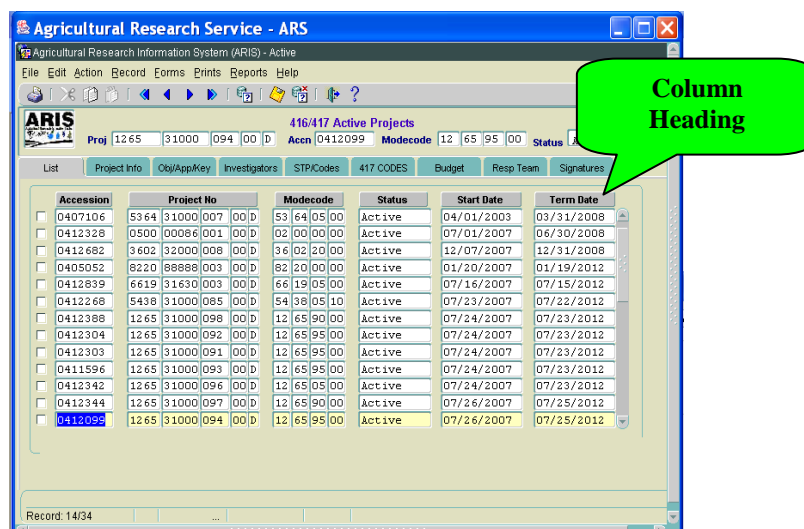 Agricultural Research Service - ARS
Agricultural Research Information System (ARIS) - Active
File Edit Action Record Forms Prints Reports Help
Column Heading
ARIS
416/417 Active Projects
Proj 1265 31000 094 00 D Accn 0412099 Modecode 12 65 95 00 Status
List Project Info Obj/App/Key Investigators STP/Codes 417 CODES Budget Resp Team Signatures
Accession Project No Modecode Status Start Date Term Date
0407106 5364 31000 007 00 D 53 64 05 00 Active 04/01/2003 03/31/2008
0412328 0500 00086 001 00 D 02 00 00 00 Active 07/01/2007 06/30/2008
0412682 3602 32000 008 00 D 36 02 20 00 Active 12/07/2007 12/31/2008
0405052 8220 88888 003 00 D 82 20 00 00 Active 01/20/2007 01/19/2012
0412839 6619 31630 003 00 D 66 19 05 00 Active 07/16/2007 07/15/2012
0412268 5438 31000 085 00 D 54 38 05 10 Active 07/23/2007 07/22/2012
0412388 1265 31000 098 00 D 12 65 90 00 Active 07/24/2007 07/23/2012
0412304 1265 31000 092 00 D 12 65 95 00 Active 07/24/2007 07/23/2012
0412303 1265 31000 091 00 D 12 65 95 00 Active 07/24/2007 07/23/2012
0411596 1265 31000 093 00 D 12 65 95 00 Active 07/24/2007 07/23/2012
0412342 1265 31000 096 00 D 12 65 05 00 Active 07/24/2007 07/23/2012
0412344 1265 31000 097 00 D 12 65 90 00 Active 07/26/2007 07/25/2012
0412099 1265 31000 094 00 D 12 65 95 00 Active 07/26/2007 07/25/2012
Record: 14/34 ...